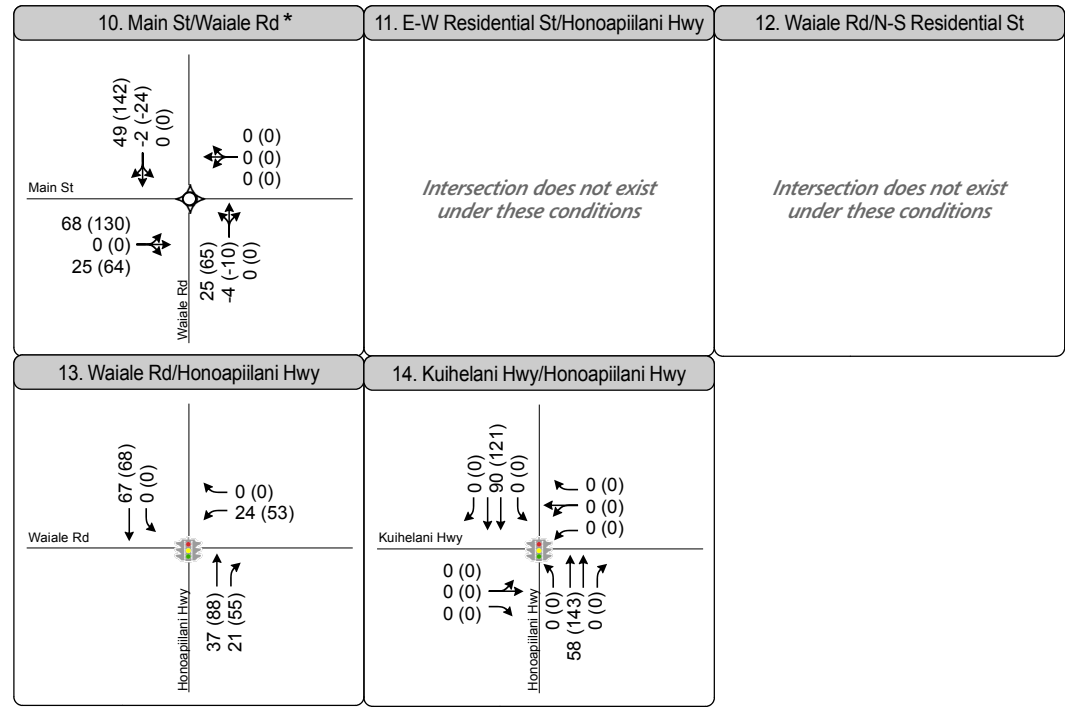 10. Main St/Waiale Rd *
49 (142)
-2 (-24)
0 (0)
0 (0)
0 (0)
0 (0)
Main St
68 (130)
0 (0)
25 (64)
Waiale Rd
25 (65)
-4 (-10)
0 (0)
11. E-W Residential St/Honoapiilani Hwy
Intersection does not exist
under these conditions
12. Waiale Rd/N-S Residential St
Intersection does not exist
under these conditions
13. Waiale Rd/Honoapiilani Hwy
67 (68)
0 (0)
0 (0)
24 (53)
Waiale Rd
Honoapiilani Hwy
37 (88)
21 (55)
14. Kuihelani Hwy/Honoapiilani Hwy
0 (0)
90 (121)
0 (0)
0 (0)
0 (0)
0 (0)
Kuihelani Hwy
0 (0)
0 (0)
0 (0)
Honoapiilani Hwy
0 (0)
58 (143)
0 (0)